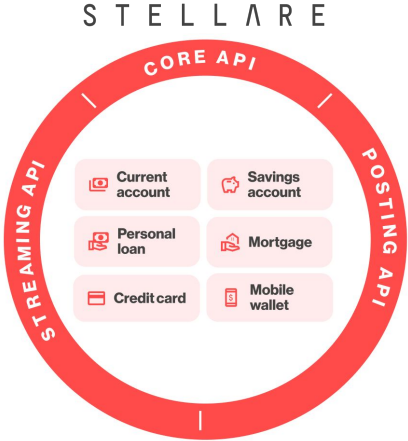 STELLARE
CORE API
STREAMING API
POSTING API
Current
account
Savings
account
Personal
loan
Mortgage
Credit card
Mobile
wallet